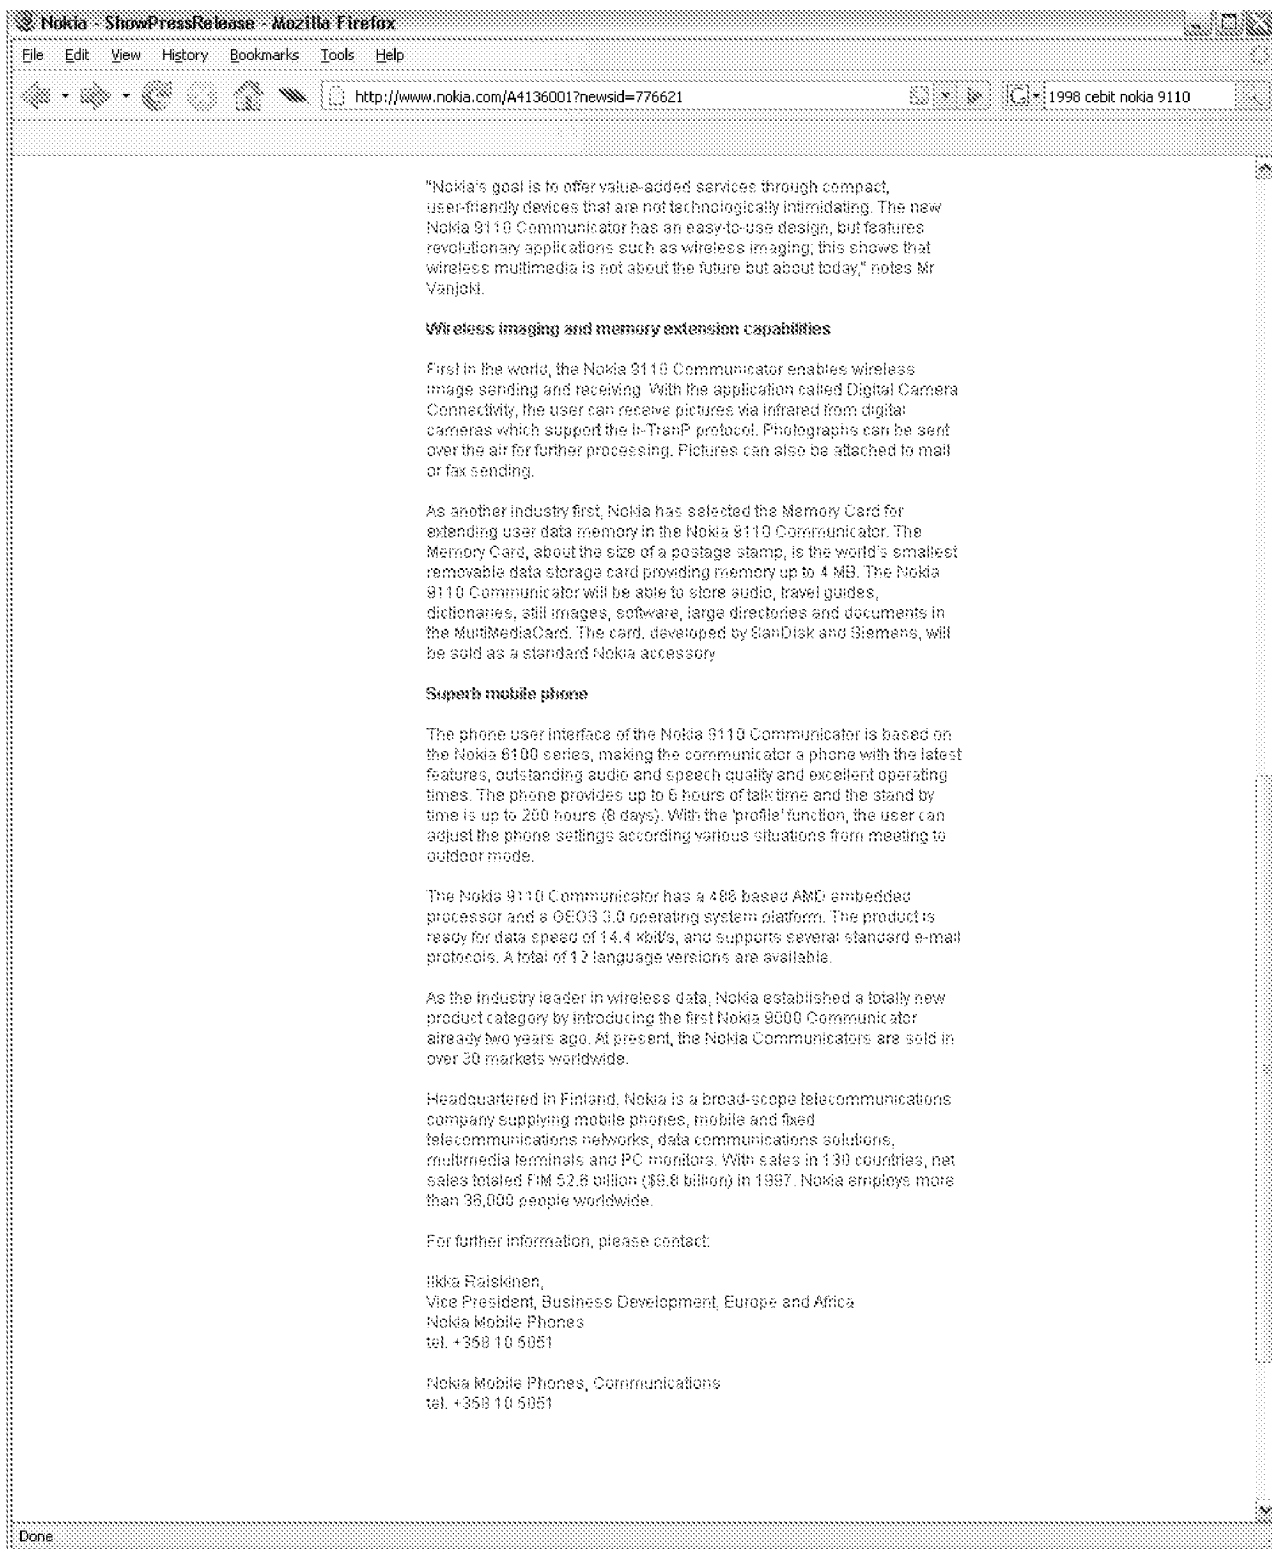 Nokia - ShowPressRelease - Mozilla Firefox
File Edit View History Bookmarks Tools Help
http://www.nokia.com/A4136001?newsid=776621 1998 cebit nokia 9110
"Nokia's goal is to offer value-added services through compact,
user-friendly devices that are not technologically intimidating. The new
Nokia 9110 Communicator has an easy-to-use design, but features
revolutionary applications such as wireless imaging; this shows that
wireless multimedia is not about the future but about today," notes Mr
Vanjoki.
Wireless imaging and memory extension capabilities
First in the world, the Nokia 9110 Communicator enables wireless
image sending and receiving. With the application called Digital Camera
Connectivity, the user can receive pictures via infrared from digital
cameras which support the Ir-TranP protocol. Photographs can be sent
over the air for further processing. Pictures can also be attached to mail
or fax sending.
As another industry first, Nokia has selected the Memory Card for
extending user data memory in the Nokia 9110 Communicator. The
Memory Card, about the size of a postage stamp, is the world's smallest
removable data storage card providing memory up to 4 MB. The Nokia
9110 Communicator will be able to store audio, travel guides,
dictionaries, still images, software, large directories and documents in
the MultiMediaCard. The card, developed by SanDisk and Siemens, will
be sold as a standard Nokia accessory
Superb mobile phone
The phone user interface of the Nokia 9110 Communicator is based on
the Nokia 6100 series, making the communicator a phone with the latest
features, outstanding audio and speech quality and excellent operating
times. The phone provides up to 6 hours of talk time and the stand by
time is up to 200 hours (8 days). With the 'profile' function, the user can
adjust the phone settings according various situations from meeting to
outdoor mode.
The Nokia 9110 Communicator has a 486 based AMD embedded
processor and a GEOS 3.0 operating system platform. The product is
ready for data speed of 14.4 kbit/s, and supports several standard e-mail
protocols. A total of 12 language versions are available.
As the industry leader in wireless data, Nokia established a totally new
product category by introducing the first Nokia 9000 Communicator
already two years ago. At present, the Nokia Communicators are sold in
over 30 markets worldwide.
Headquartered in Finland, Nokia is a broad-scope telecommunications
company supplying mobile phones, mobile and fixed
telecommunications networks, data communications solutions,
multimedia terminals and PC monitors. With sales in 130 countries, net
sales totaled FIM 52.6 billion ($9.8 billion) in 1997. Nokia employs more
than 36,000 people worldwide.
For further information, please contact:
Ilkka Raiskinen,
Vice President, Business Development, Europe and Africa
Nokia Mobile Phones
tel. +358 10 5051
Nokia Mobile Phones, Communications
tel. +358 10 5051
Done